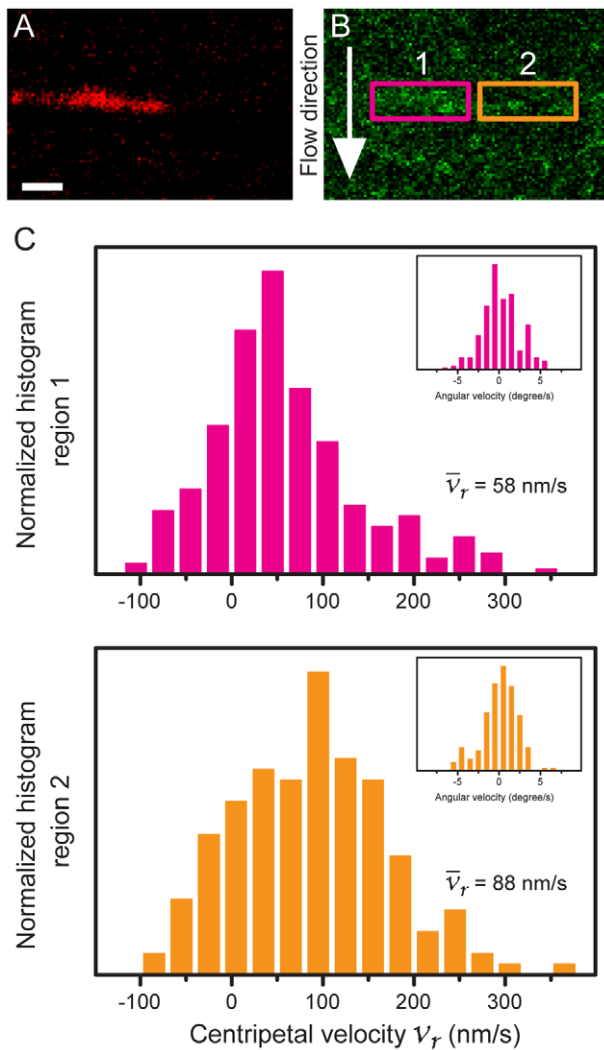 A
B
Flow direction
1
2
C
Normalized histogram
region 1
-5
0
5
Angular velocity (degree/s)
v̄r = 58 nm/s
-100
0
100
200
300
Normalized histogram
region 2
-5
0
5
Angular velocity (degree/s)
v̄r = 88 nm/s
-100
0
100
200
300
Centripetal velocity vr (nm/s)